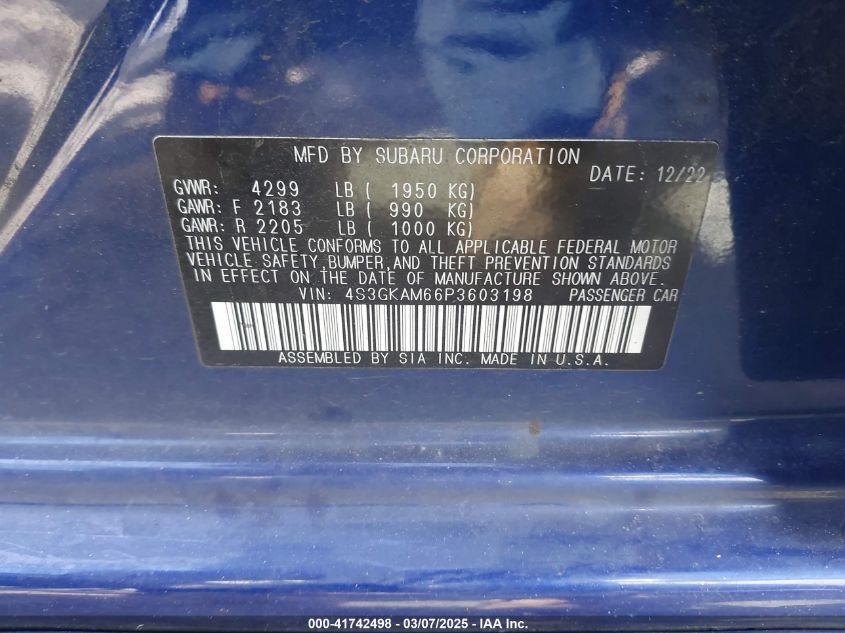 MFD BY SUBARU CORPORATION
DATE: 12/22
GVWR: 4299 LB ( 1950 KG)
GAWR: F 2183 LB ( 990 KG)
GAWR: R 2205 LB ( 1000 KG)
THIS VEHICLE CONFORMS TO ALL APPLICABLE FEDERAL MOTOR
VEHICLE SAFETY,BUMPER,AND THEFT PREVENTION STANDARDS
IN EFFECT ON THE DATE OF MANUFACTURE SHOWN ABOVE.
VIN: 4S3GKAM66P3603198 PASSENGER CAR
ASSEMBLED BY SIA INC. MADE IN U.S.A.
000-41742498 - 03/07/2025 - IAA Inc.